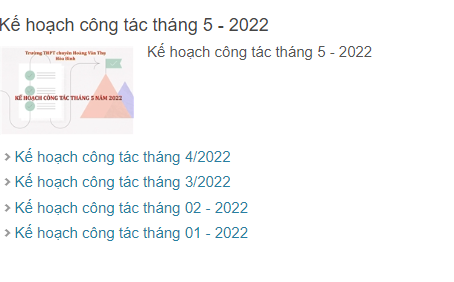 Kế hoạch công tác tháng 5 - 2022
Trường THPT chuyên Hoàng Văn Thụ
Hòa Bình
KẾ HOẠCH CÔNG TÁC THÁNG 5 NĂM 2022
Kế hoạch công tác tháng 5 - 2022
Kế hoạch công tác tháng 4/2022
Kế hoạch công tác tháng 3/2022
Kế hoạch công tác tháng 02 - 2022
Kế hoạch công tác tháng 01 - 2022